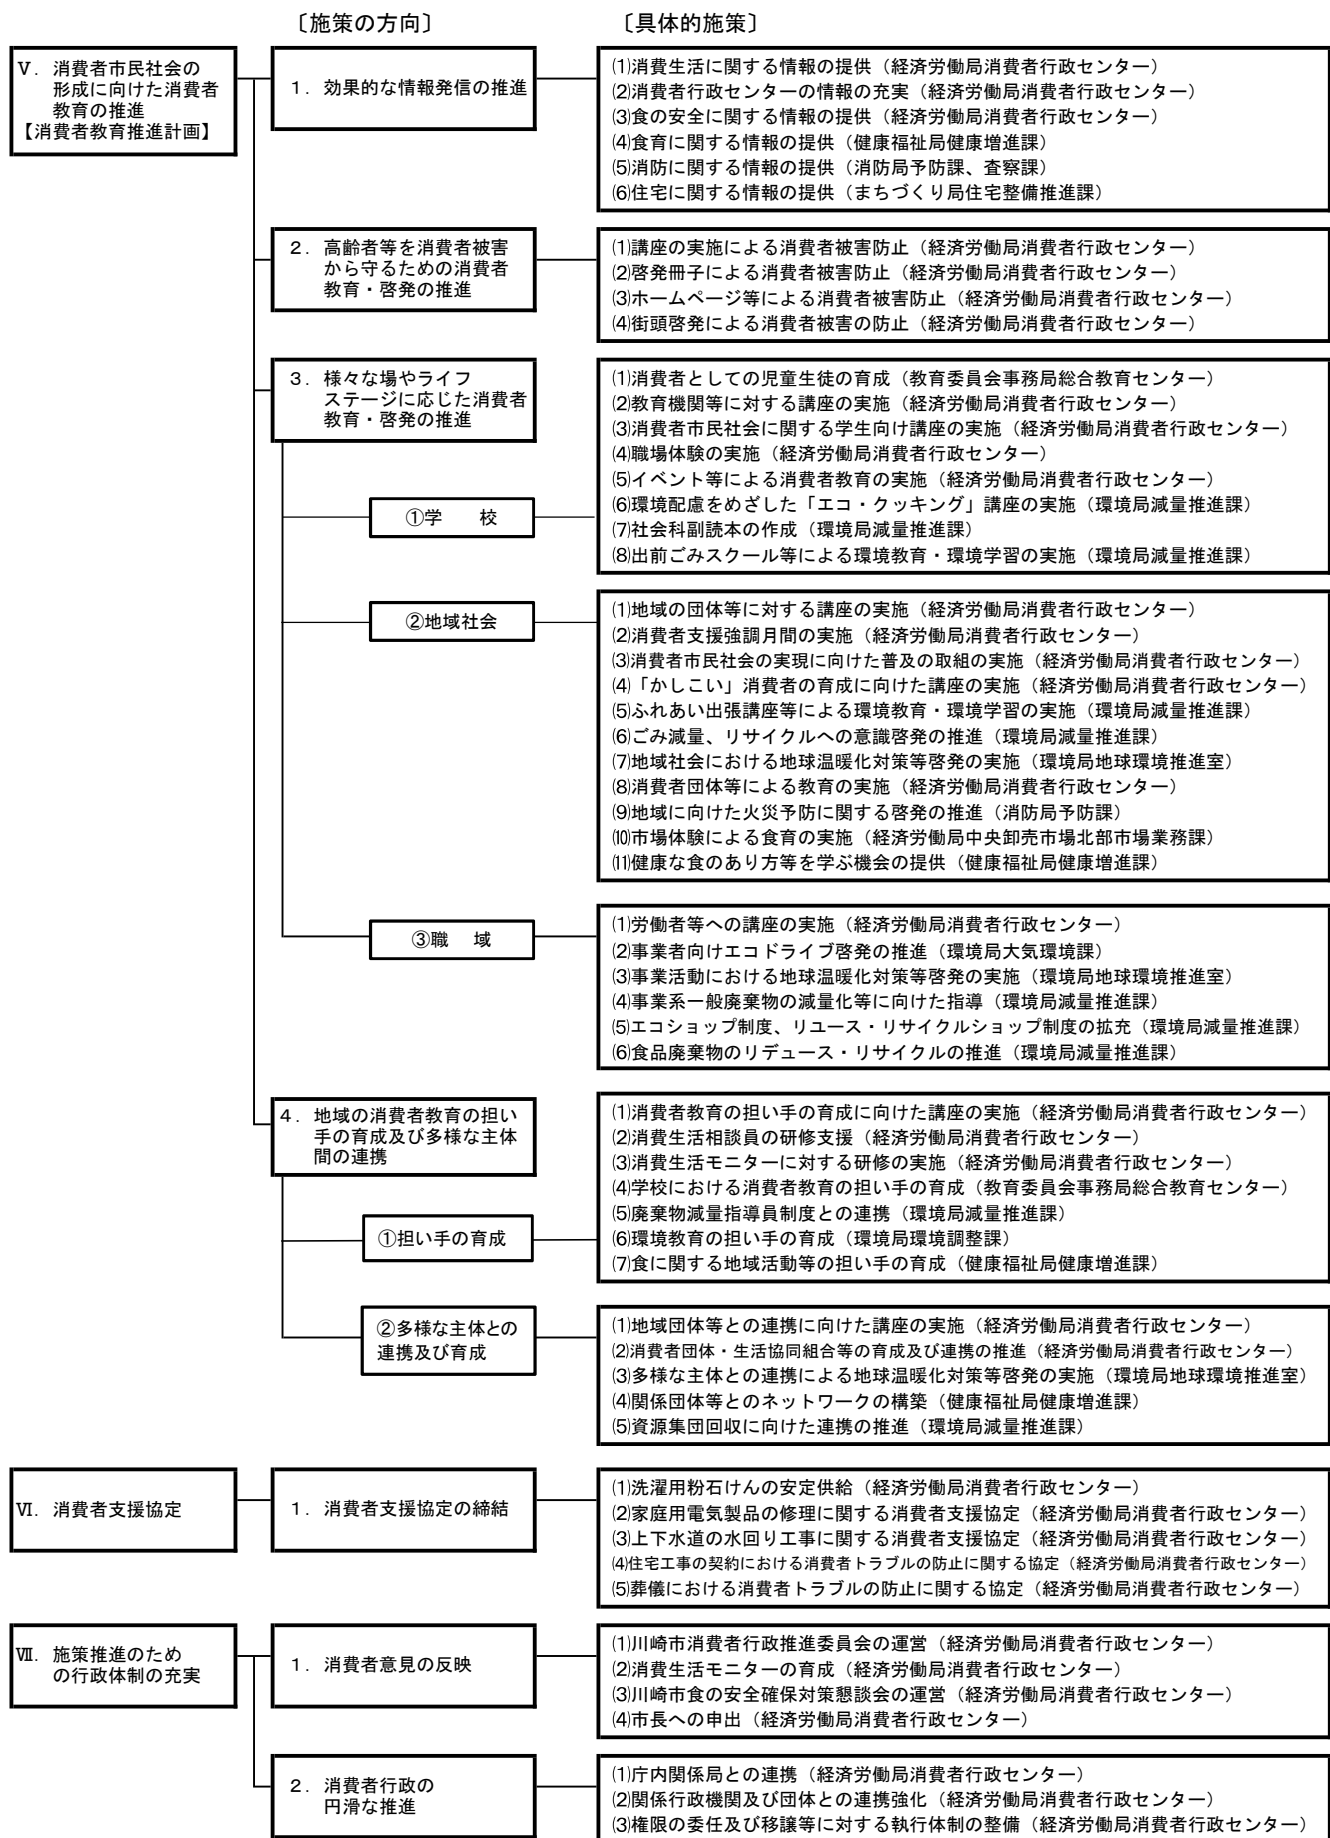 〔施策の方向〕
〔具体的施策〕
Ⅴ．消費者市民社会の
形成に向けた消費者
教育の推進
【消費者教育推進計画】
１．効果的な情報発信の推進
⑴消費生活に関する情報の提供（経済労働局消費者行政センター）
⑵消費者行政センターの情報の充実（経済労働局消費者行政センター）
⑶食の安全に関する情報の提供（経済労働局消費者行政センター）
⑷食育に関する情報の提供（健康福祉局健康増進課）
⑸消防に関する情報の提供（消防局予防課、査察課）
⑹住宅に関する情報の提供（まちづくり局住宅整備推進課）
２．高齢者等を消費者被害
から守るための消費者
教育・啓発の推進
⑴講座の実施による消費者被害防止（経済労働局消費者行政センター）
⑵啓発冊子による消費者被害防止（経済労働局消費者行政センター）
⑶ホームページ等による消費者被害防止（経済労働局消費者行政センター）
⑷街頭啓発による消費者被害の防止（経済労働局消費者行政センター）
３．様々な場やライフ
ステージに応じた消費者
教育・啓発の推進
①学　　校
⑴消費者としての児童生徒の育成（教育委員会事務局総合教育センター）
⑵教育機関等に対する講座の実施（経済労働局消費者行政センター）
⑶消費者市民社会に関する学生向け講座の実施（経済労働局消費者行政センター）
⑷職場体験の実施（経済労働局消費者行政センター）
⑸イベント等による消費者教育の実施（経済労働局消費者行政センター）
⑹環境配慮をめざした「エコ・クッキング」講座の実施（環境局減量推進課）
⑺社会科副読本の作成（環境局減量推進課）
⑻出前ごみスクール等による環境教育・環境学習の実施（環境局減量推進課）
②地域社会
⑴地域の団体等に対する講座の実施（経済労働局消費者行政センター）
⑵消費者支援強調月間の実施（経済労働局消費者行政センター）
⑶消費者市民社会の実現に向けた普及の取組の実施（経済労働局消費者行政センター）
⑷「かしこい」消費者の育成に向けた講座の実施（経済労働局消費者行政センター）
⑸ふれあい出張講座等による環境教育・環境学習の実施（環境局減量推進課）
⑹ごみ減量、リサイクルへの意識啓発の推進（環境局減量推進課）
⑺地域社会における地球温暖化対策等啓発の実施（環境局地球環境推進室）
⑻消費者団体等による教育の実施（経済労働局消費者行政センター）
⑼地域に向けた火災予防に関する啓発の推進（消防局予防課）
⑽市場体験による食育の実施（経済労働局中央卸売市場北部市場業務課）
⑾健康な食のあり方等を学ぶ機会の提供（健康福祉局健康増進課）
③職　域
⑴労働者等への講座の実施（経済労働局消費者行政センター）
⑵事業者向けエコドライブ啓発の推進（環境局大気環境課）
⑶事業活動における地球温暖化対策等啓発の実施（環境局地球環境推進室）
⑷事業系一般廃棄物の減量化等に向けた指導（環境局減量推進課）
⑸エコショップ制度、リユース・リサイクルショップ制度の拡充（環境局減量推進課）
⑹食品廃棄物のリデュース・リサイクルの推進（環境局減量推進課）
４．地域の消費者教育の担い
手の育成及び多様な主体
間の連携
①担い手の育成
⑴消費者教育の担い手の育成に向けた講座の実施（経済労働局消費者行政センター）
⑵消費生活相談員の研修支援（経済労働局消費者行政センター）
⑶消費生活モニターに対する研修の実施（経済労働局消費者行政センター）
⑷学校における消費者教育の担い手の育成（教育委員会事務局総合教育センター）
⑸廃棄物減量指導員制度との連携（環境局減量推進課）
⑹環境教育の担い手の育成（環境局環境調整課）
⑺食に関する地域活動等の担い手の育成（健康福祉局健康増進課）
②多様な主体との
連携及び育成
⑴地域団体等との連携に向けた講座の実施（経済労働局消費者行政センター）
⑵消費者団体・生活協同組合等の育成及び連携の推進（経済労働局消費者行政センター）
⑶多様な主体との連携による地球温暖化対策等啓発の実施（環境局地球環境推進室）
⑷関係団体等とのネットワークの構築（健康福祉局健康増進課）
⑸資源集団回収に向けた連携の推進（環境局減量推進課）
Ⅵ．消費者支援協定
１．消費者支援協定の締結
⑴洗濯用粉石けんの安定供給（経済労働局消費者行政センター）
⑵家庭用電気製品の修理に関する消費者支援協定（経済労働局消費者行政センター）
⑶上下水道の水回り工事に関する消費者支援協定（経済労働局消費者行政センター）
⑷住宅工事の契約における消費者トラブルの防止に関する協定（経済労働局消費者行政センター）
⑸葬儀における消費者トラブルの防止に関する協定（経済労働局消費者行政センター）
Ⅶ．施策推進のため
の行政体制の充実
１．消費者意見の反映
⑴川崎市消費者行政推進委員会の運営（経済労働局消費者行政センター）
⑵消費生活モニターの育成（経済労働局消費者行政センター）
⑶川崎市食の安全確保対策懇談会の運営（経済労働局消費者行政センター）
⑷市長への申出（経済労働局消費者行政センター）
２．消費者行政の
円滑な推進
⑴庁内関係局との連携（経済労働局消費者行政センター）
⑵関係行政機関及び団体との連携強化（経済労働局消費者行政センター）
⑶権限の委任及び移譲等に対する執行体制の整備（経済労働局消費者行政センター）